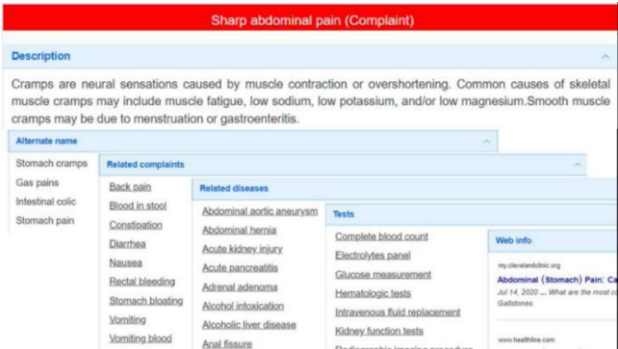 Sharp abdominal pain (Complaint)
Description
Cramps are neural sensations caused by muscle contraction or overshortening. Common causes of skeletal
muscle cramps may include muscle fatigue, low sodium, low potassium, and/or low magnesium.Smooth muscle
cramps may be due to menstruation or gastroenteritis.
Alternate name
Stomach cramps
Gas pains
Intestinal colic
Stomach pain
Related complaints
Back pain
Blood in stool
Constipation
Diarrhea
Nausea
Rectal bleeding
Stomach bloating
Vomiting
Vomiting blood
Related diseases
Abdominal aortic aneurysm
Abdominal hernia
Acute kidney injury
Acute pancreatitis
Adrenal adenoma
Alcohol intoxication
Alcoholic liver disease
Anal fissure
Tests
Complete blood count
Electrolytes panel
Glucose measurement
Hematologic tests
Intravenous fluid replacement
Kidney function tests
Radiographic imaging procedure
Web info
my.clevelandclinic.org
Abdominal (Stomach) Pain: Ca
Jul 14, 2020 ... What are the most co
Gallstones.
www.healthline.com